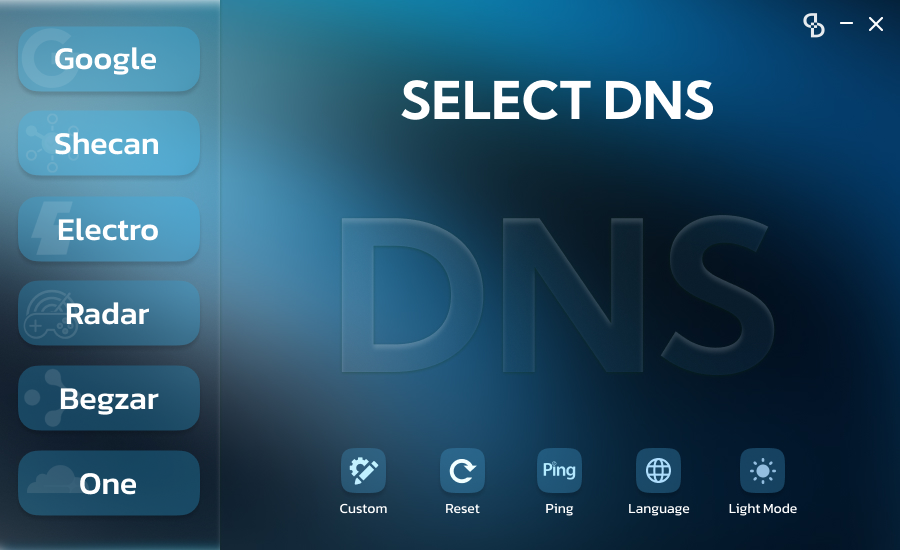 Google
Shecan
Electro
Radar
Begzar
One
SELECT DNS
DNS
Ping
Custom
Reset
Ping
Language
Light Mode